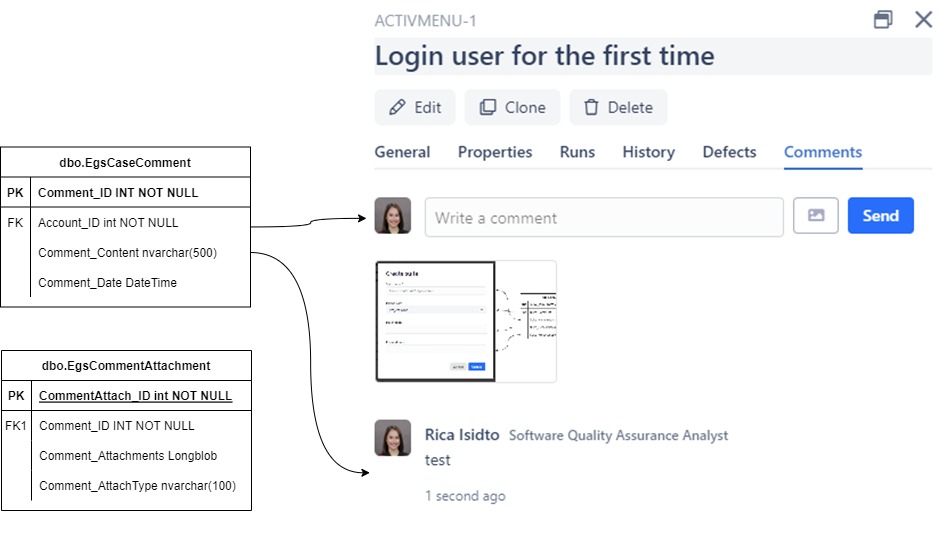 ACTIVMENU-1
Login user for the first time
Edit Clone Delete
General Properties Runs History Defects Comments
Write a comment Send
Rica Isidto Software Quality Assurance Analyst
test
1 second ago
dbo.EgsCaseComment
PK Comment_ID INT NOT NULL
FK Account_ID int NOT NULL
Comment_Content nvarchar(500)
Comment_Date DateTime
dbo.EgsCommentAttachment
PK CommentAttach_ID int NOT NULL
FK1 Comment_ID INT NOT NULL
Comment_Attachments Longblob
Comment_AttachType nvarchar(100)